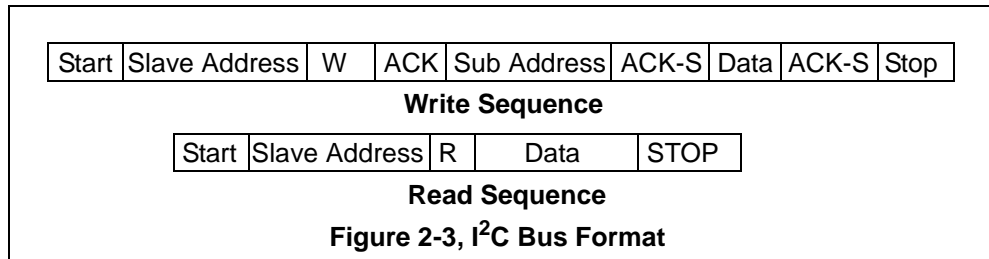 Start Slave Address W ACK Sub Address ACK-S Data ACK-S Stop
Write Sequence
Start Slave Address R Data STOP
Read Sequence
Figure 2-3, I²C Bus Format